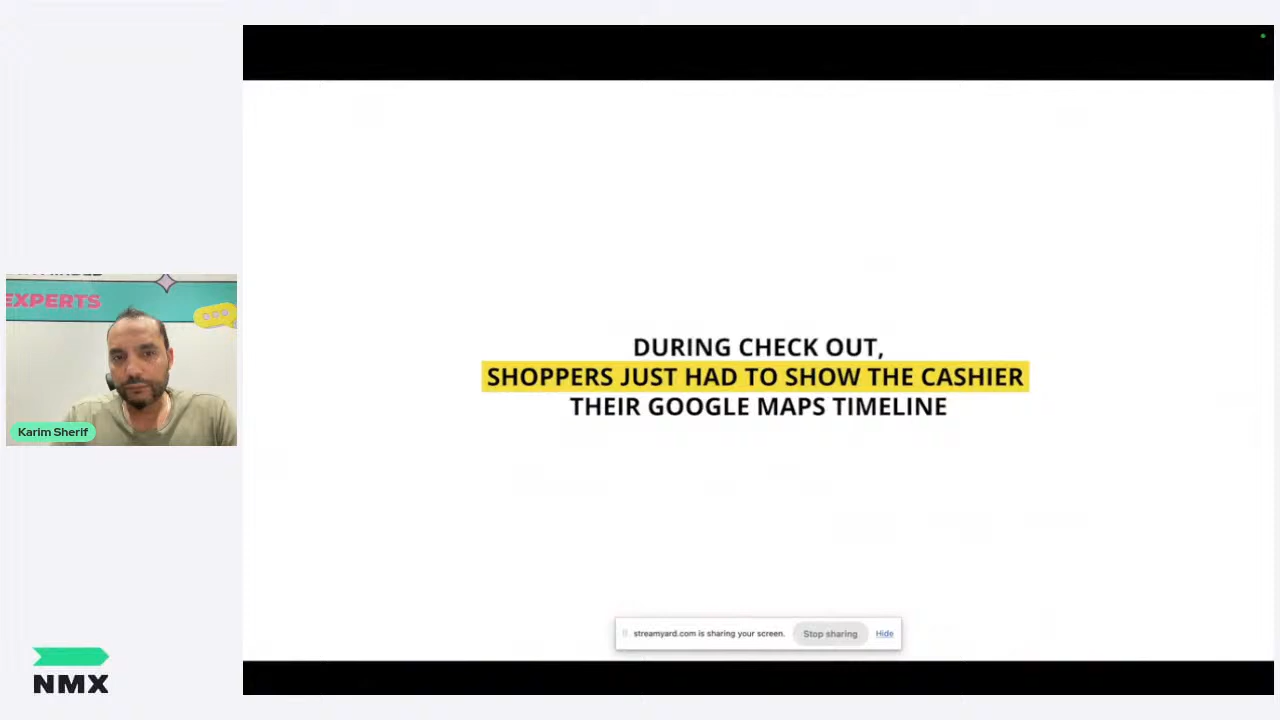 EXPERTS
Karim Sherif
NMX
DURING CHECK OUT,
SHOPPERS JUST HAD TO SHOW THE CASHIER
THEIR GOOGLE MAPS TIMELINE
streamyard.com is sharing your screen. Stop sharing Hide